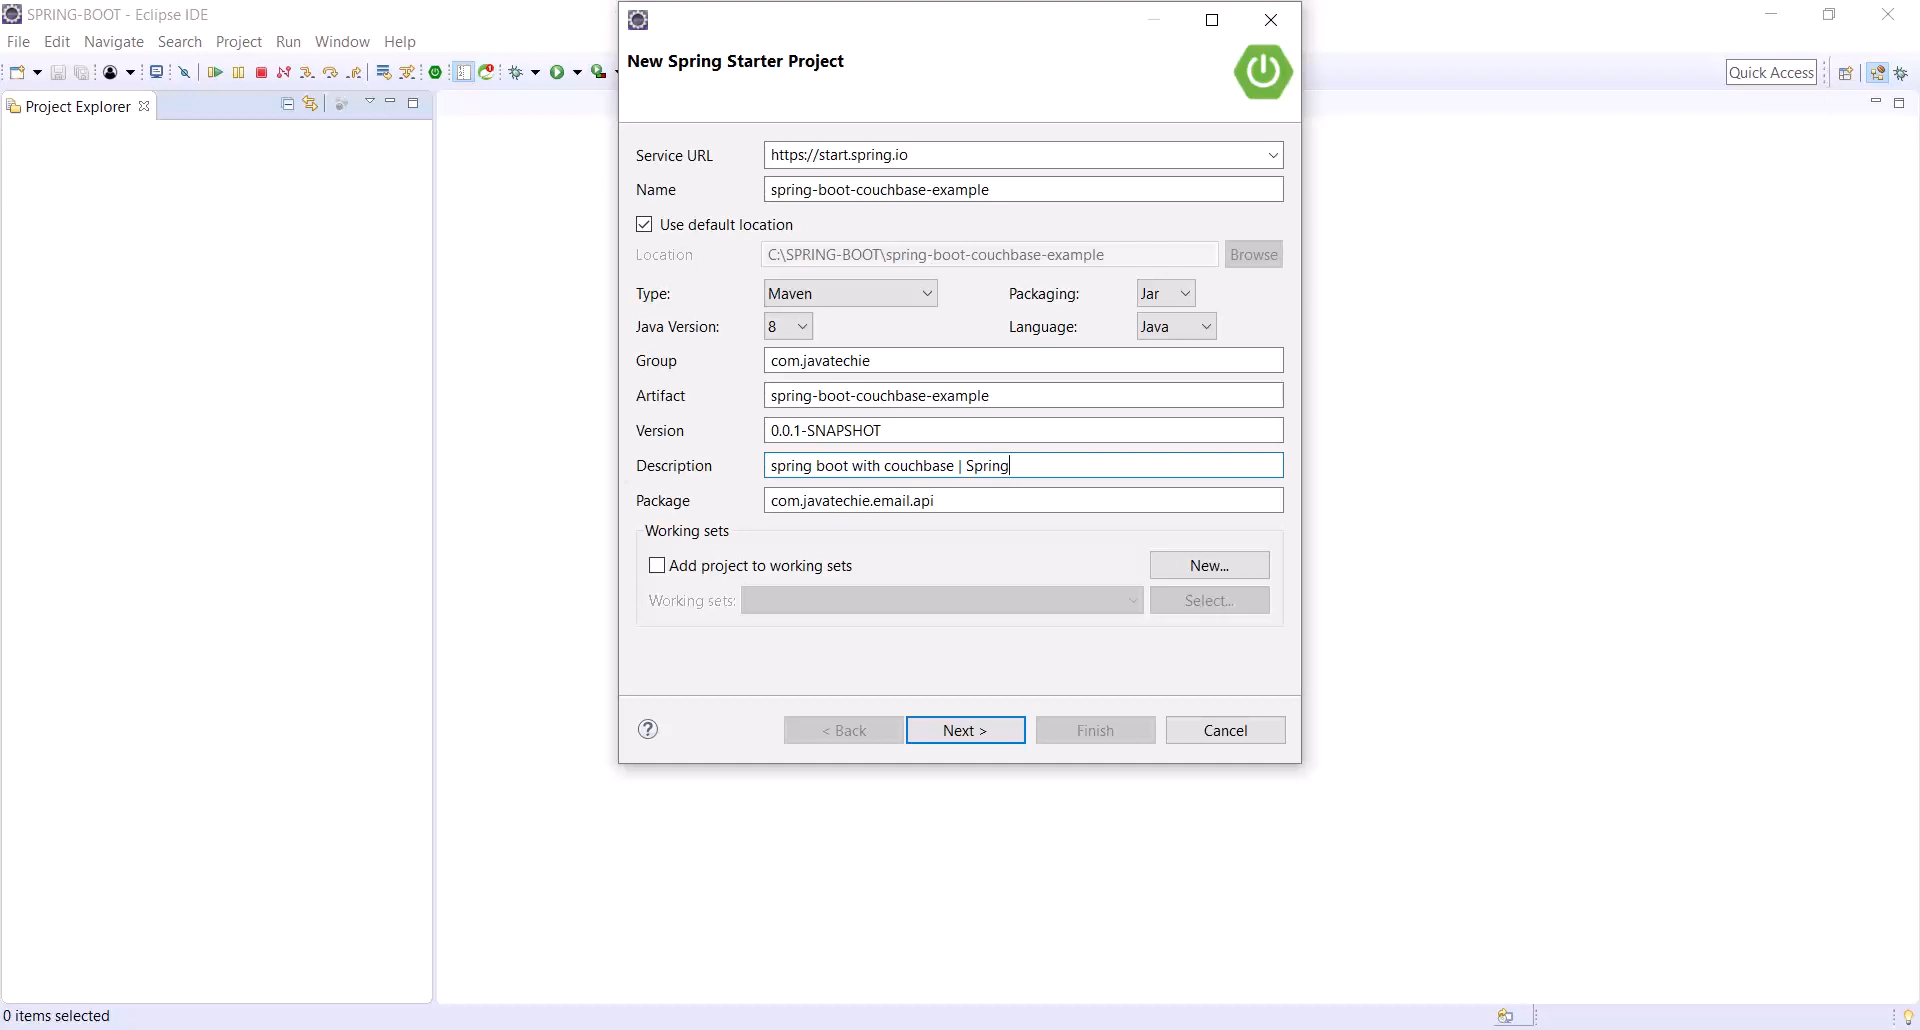 SPRING-BOOT - Eclipse IDE
File Edit Navigate Search Project Run Window Help
Quick Access
Project Explorer
New Spring Starter Project
Service URL https://start.spring.io
Name spring-boot-couchbase-example
Use default location
Location C:\SPRING-BOOT\spring-boot-couchbase-example Browse
Type: Maven Packaging: Jar
Java Version: 8 Language: Java
Group com.javatechie
Artifact spring-boot-couchbase-example
Version 0.0.1-SNAPSHOT
Description spring boot with couchbase | Spring
Package com.javatechie.email.api
Working sets
Add project to working sets New...
Working sets: Select...
? < Back Next > Finish Cancel
0 items selected